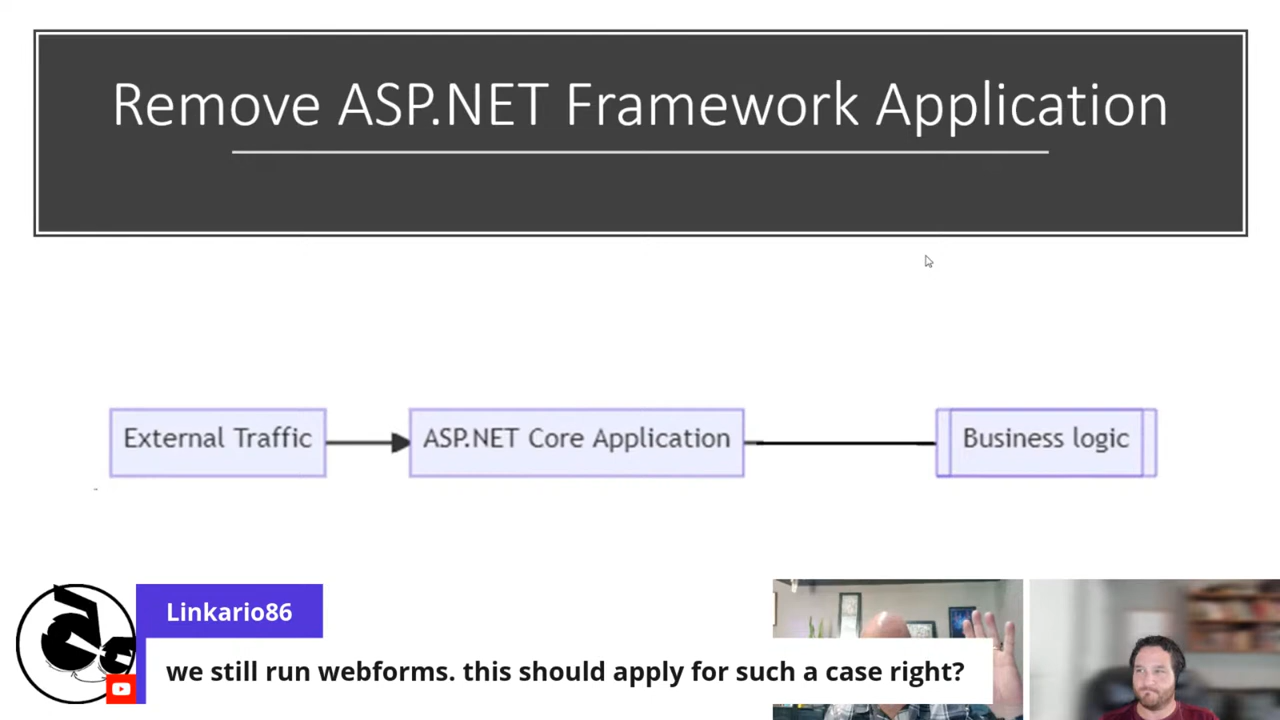 Remove ASP.NET Framework Application
External Traffic
ASP.NET Core Application
Business logic
Linkario86
we still run webforms. this should apply for such a case right?